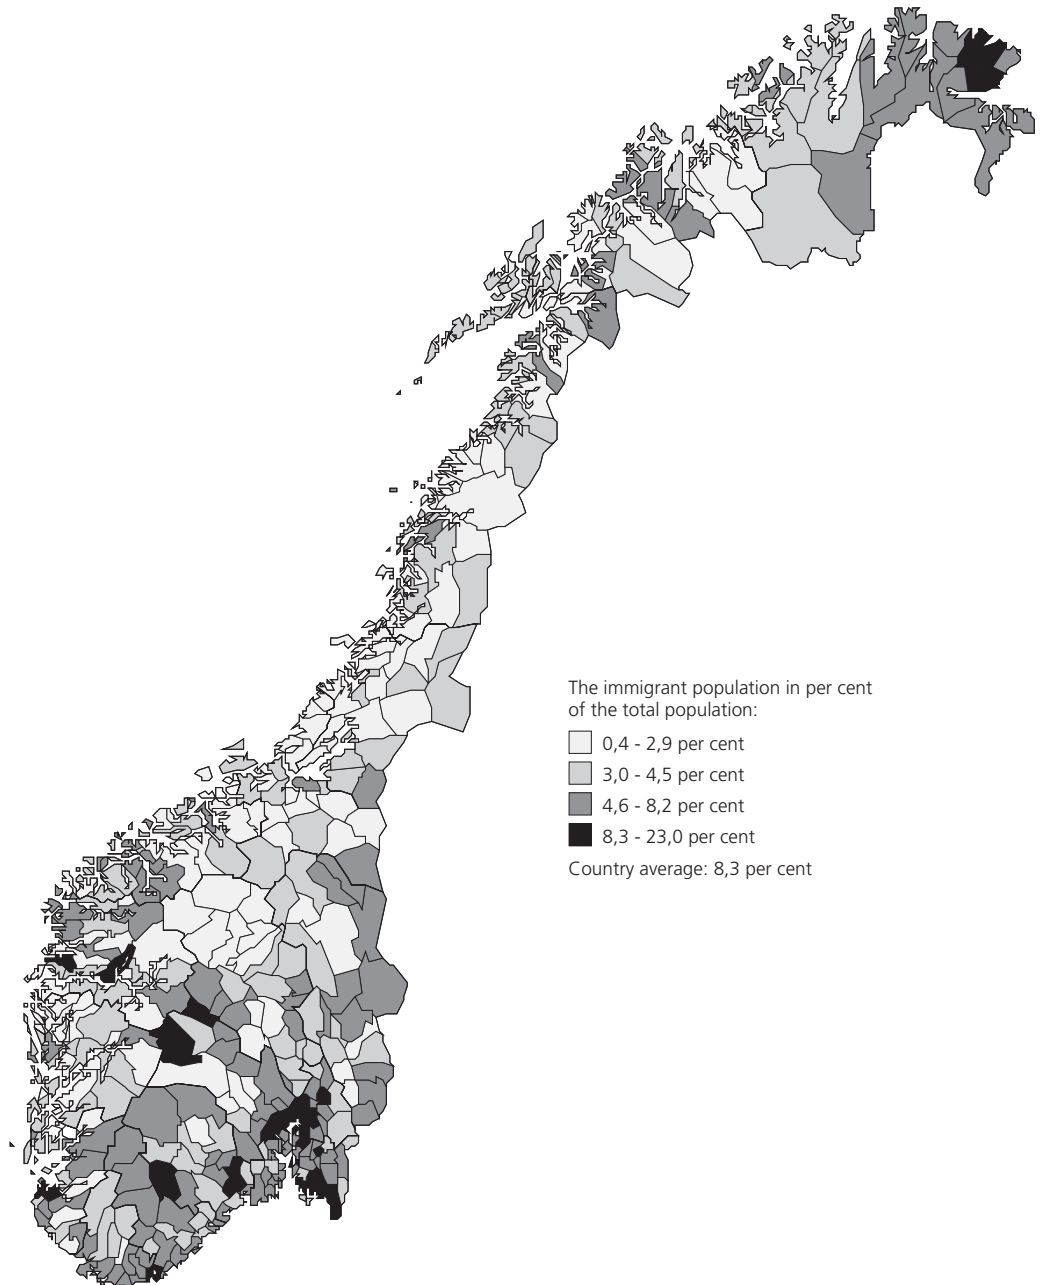 The immigrant population in per cent
of the total population:
0,4 - 2,9 per cent
3,0 - 4,5 per cent
4,6 - 8,2 per cent
8,3 - 23,0 per cent
Country average: 8,3 per cent